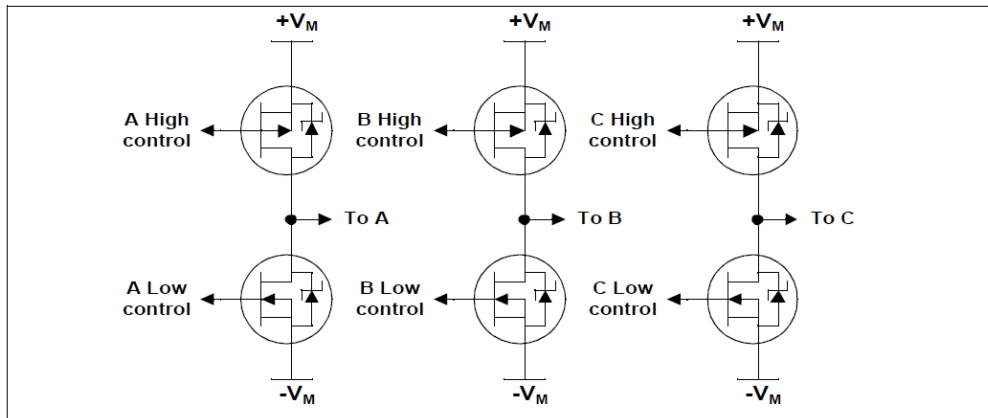 +VM +VM +VM
A High control
B High control
C High control
To A
To B
To C
A Low control
B Low control
C Low control
-VM -VM -VM